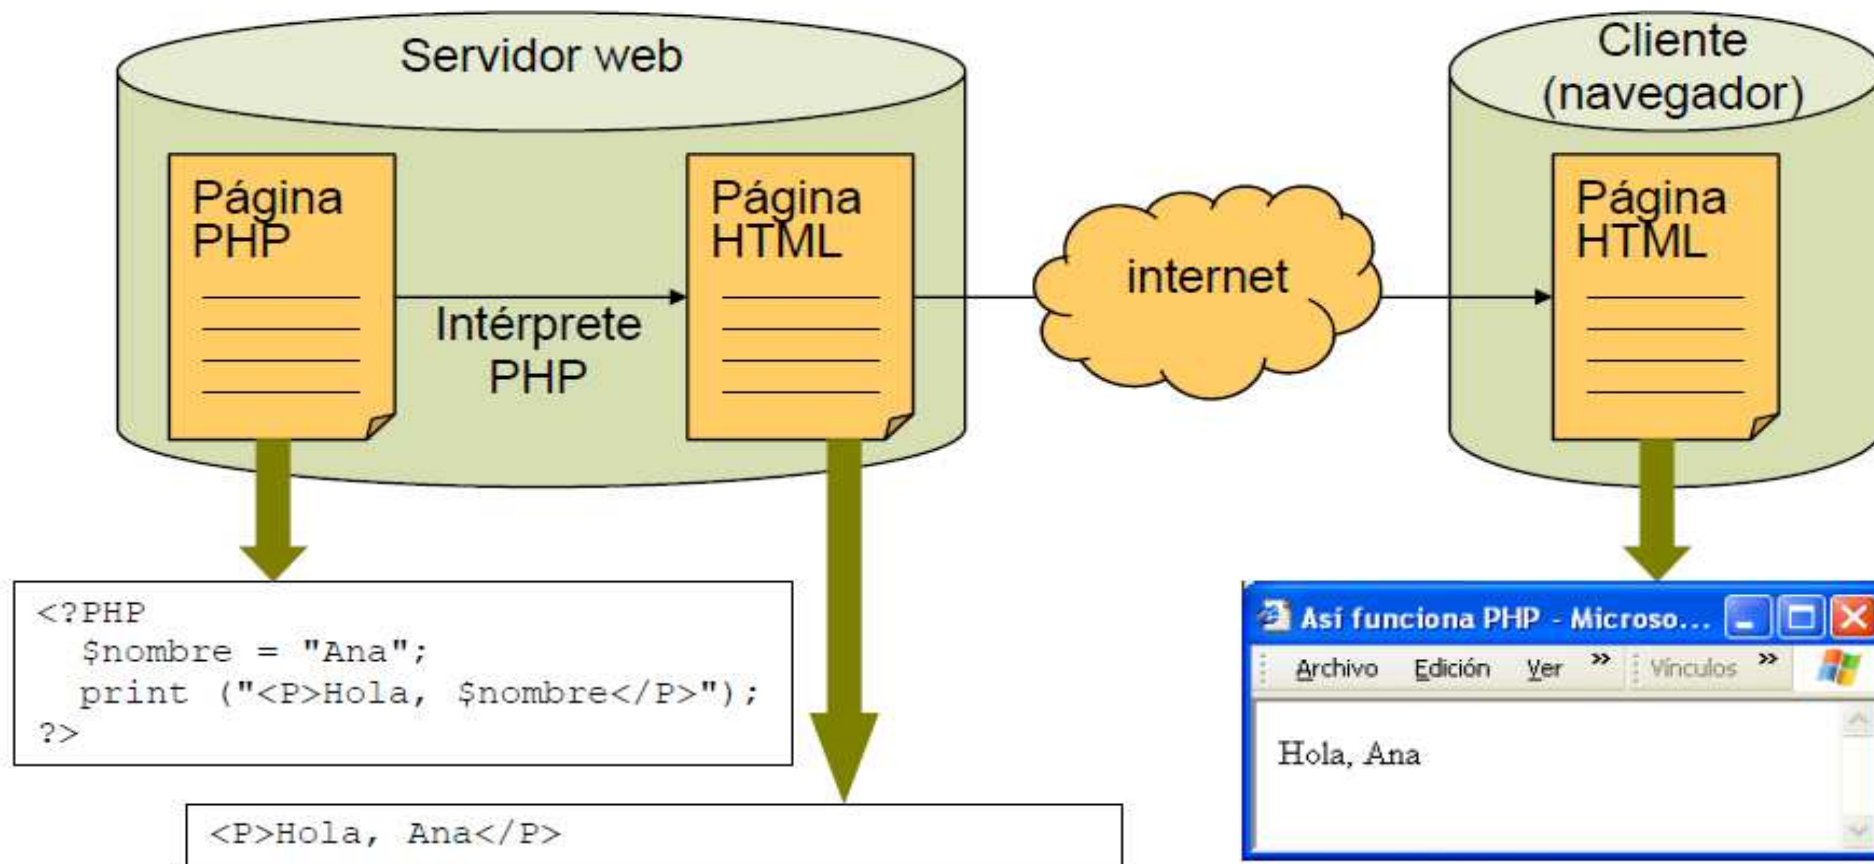 Servidor web
Cliente
(navegador)
Página
PHP
Página
HTML
Página
HTML
internet
Intérprete
PHP
<?PHP
  $nombre = "Ana";
  print ("<P>Hola, $nombre</P>");
?>
Así funciona PHP - Microso...
Archivo Edición Ver » Vínculos »
Hola, Ana
<P>Hola, Ana</P>